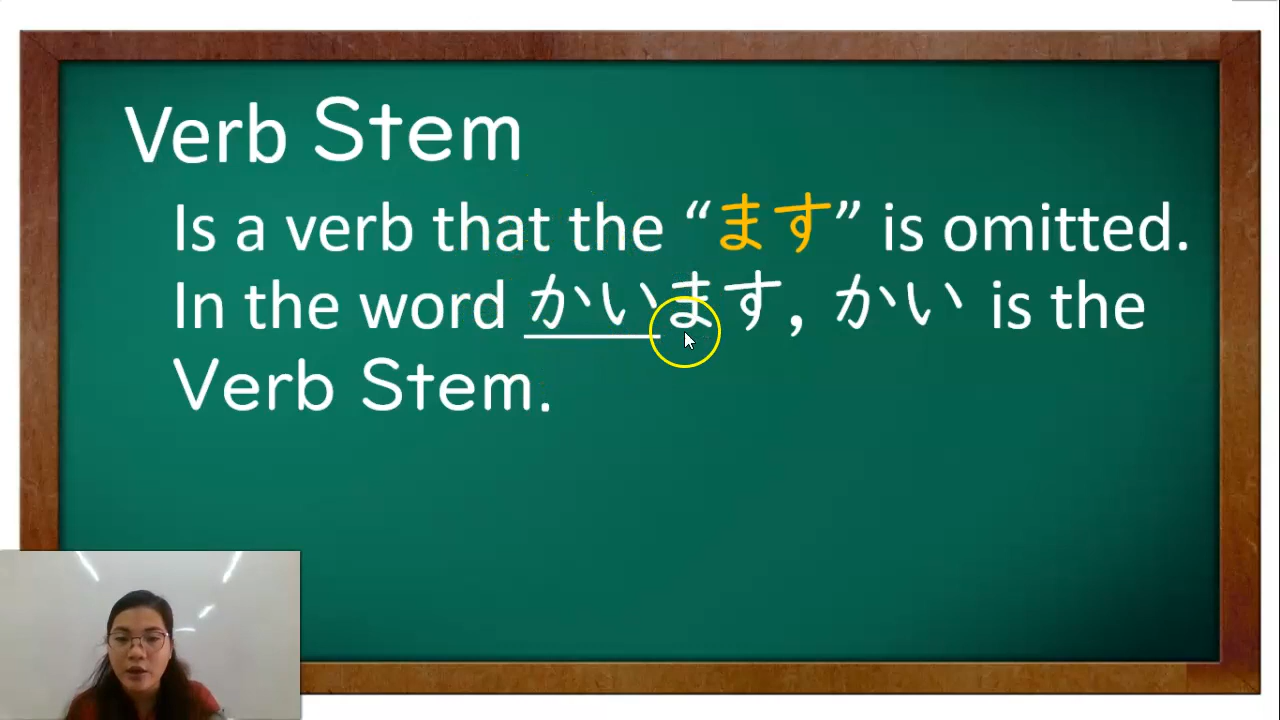 Verb Stem
Is a verb that the “ます” is omitted.
In the word かいます, かい is the
Verb Stem.